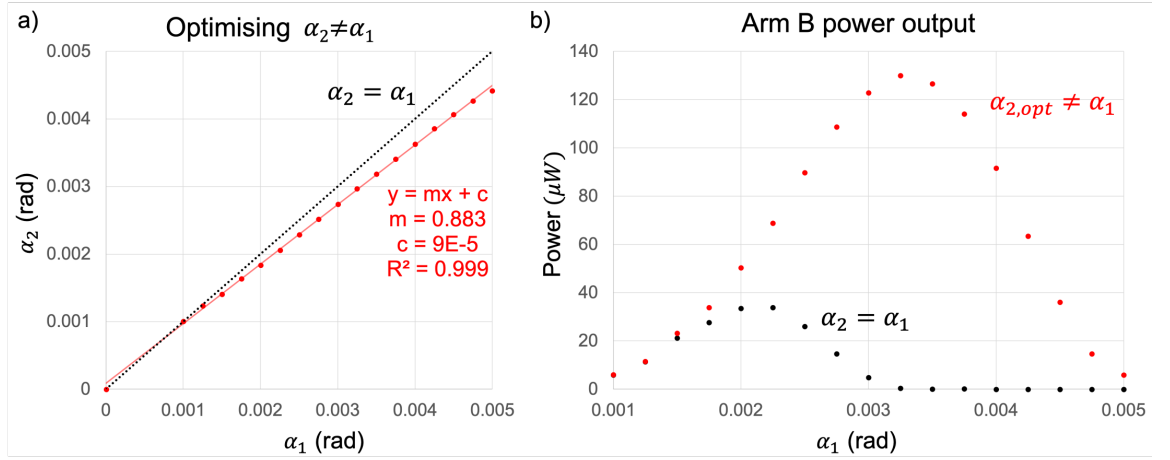 a)
Optimising α₂≠α₁
0.005
0.004
0.003
0.002
0.001
0
α₂ (rad)
α₂ = α₁
y = mx + c
m = 0.883
c = 9E-5
R² = 0.999
0 0.001 0.002 0.003 0.004 0.005
α₁ (rad)
b)
Arm B power output
140
120
100
80
60
40
20
0
Power (μW)
α₂,opt ≠ α₁
α₂ = α₁
0.001 0.002 0.003 0.004 0.005
α₁ (rad)